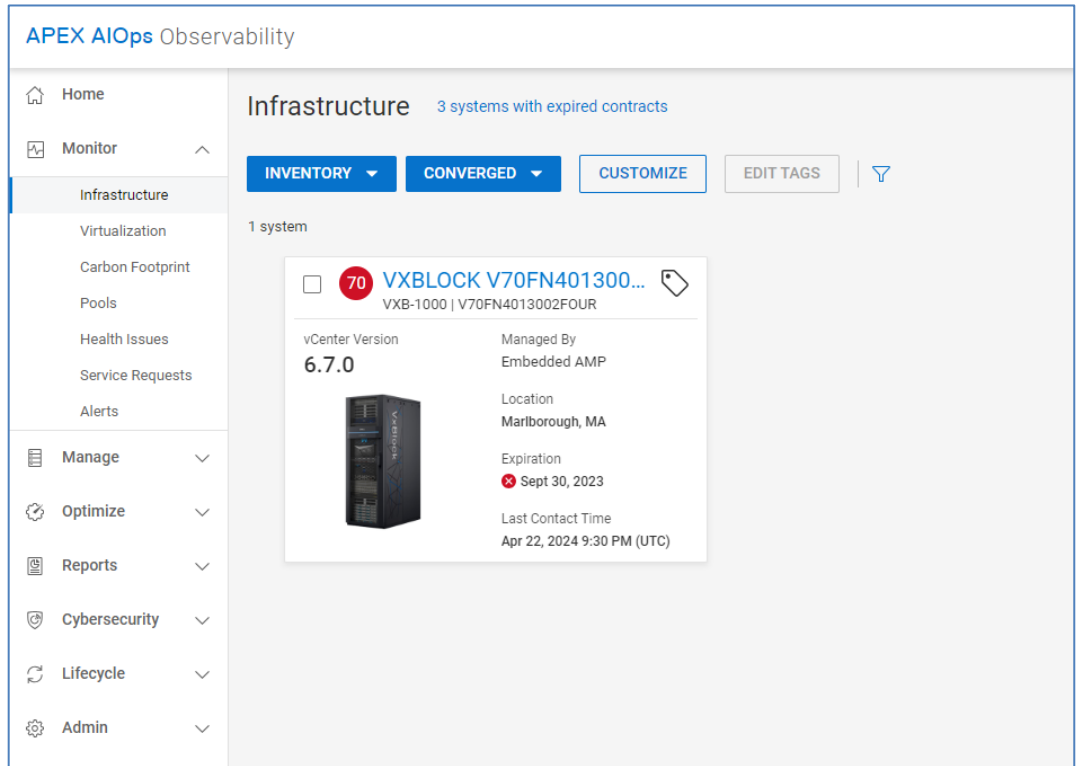 APEX AIOps Observability
Home
Monitor
Infrastructure
Virtualization
Carbon Footprint
Pools
Health Issues
Service Requests
Alerts
Manage
Optimize
Reports
Cybersecurity
Lifecycle
Admin
Infrastructure 3 systems with expired contracts
INVENTORY CONVERGED CUSTOMIZE EDIT TAGS
1 system
70 VXBLOCK V70FN401300...
VXB-1000 | V70FN4013002FOUR
vCenter Version
6.7.0
VxBlock
Managed By
Embedded AMP
Location
Marlborough, MA
Expiration
Sept 30, 2023
Last Contact Time
Apr 22, 2024 9:30 PM (UTC)